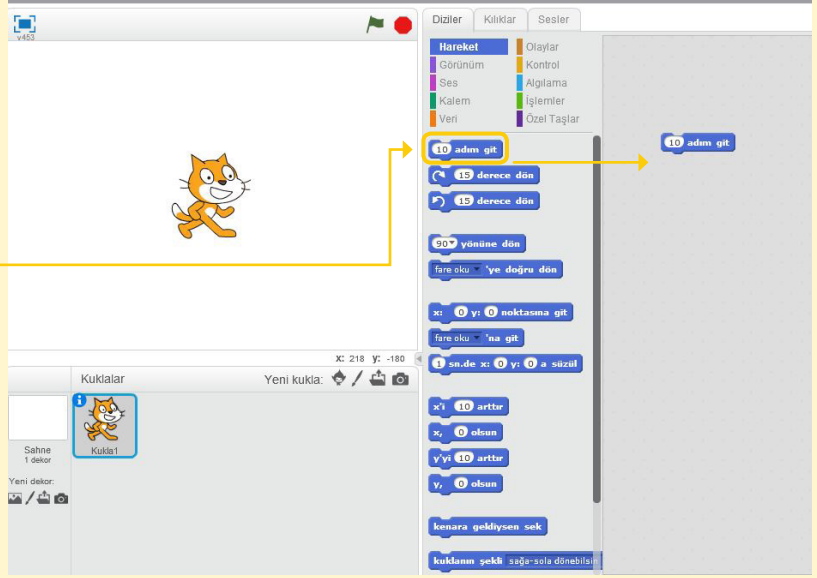 v453
Diziler Kılıklar Sesler
Hareket Olaylar
Görünüm Kontrol
Ses Algılama
Kalem İşlemler
Veri Özel Taşlar
10 adım git
10 adım git
15 derece dön
15 derece dön
90 yönüne dön
fare oku 'ye doğru dön
x: 0 y: 0 noktasına git
fare oku 'na git
1 sn.de x: 0 y: 0 a süzül
x'i 10 arttır
x, 0 olsun
y'yi 10 arttır
y, 0 olsun
kenara geldiysen sek
kuklanın şekli sağa-sola dönebilsin
x: 218 y: -180
Kuklalar Yeni kukla:
Sahne
1 dekor
Yeni dekor:
Kukla1